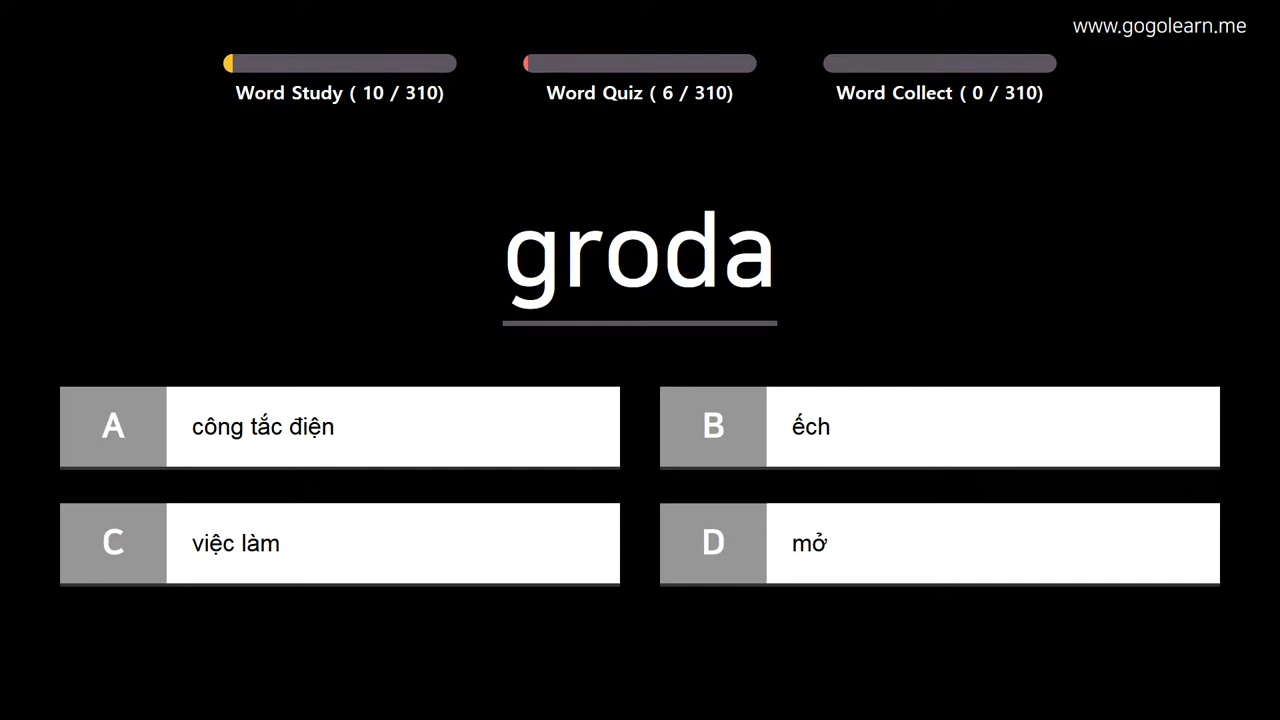 www.gogolearn.me
Word Study ( 10 / 310)
Word Quiz ( 6 / 310)
Word Collect ( 0 / 310)
groda
A công tắc điện
B ếch
C việc làm
D mở